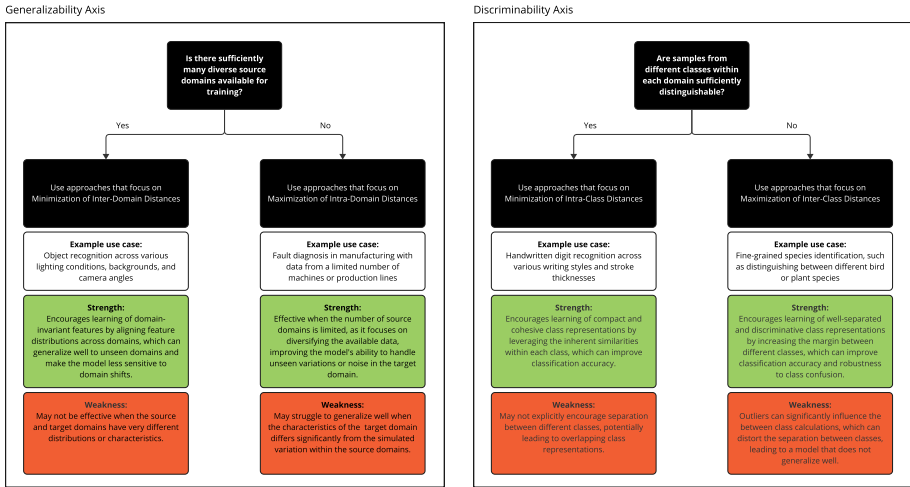 Generalizability Axis
Is there sufficiently
many diverse source
domains available for
training?
Yes
No
Use approaches that focus on
Minimization of Inter-Domain Distances
Use approaches that focus on
Maximization of Intra-Domain Distances
Example use case:
Object recognition across various
lighting conditions, backgrounds, and
camera angles
Example use case:
Fault diagnosis in manufacturing with
data from a limited number of
machines or production lines
Strength:
Encourages learning of domain-
invariant features by aligning feature
distributions across domains, which can
generalize well to unseen domains and
make the model less sensitive to
domain shifts.
Strength:
Effective when the number of source
domains is limited, as it focuses on
diversifying the available data,
improving the model's ability to handle
unseen variations or noise in the target
domain.
Weakness:
May not be effective when the source
and target domains have very different
distributions or characteristics.
Weakness:
May struggle to generalize well when
the characteristics of the target domain
differs significantly from the simulated
variation within the source domains.
Discriminability Axis
Are samples from
different classes within
each domain sufficiently
distinguishable?
Yes
No
Use approaches that focus on
Minimization of Intra-Class Distances
Use approaches that focus on
Maximization of Inter-Class Distances
Example use case:
Handwritten digit recognition across
various writing styles and stroke
thicknesses
Example use case:
Fine-grained species identification, such
as distinguishing between different bird
or plant species
Strength:
Encourages learning of compact and
cohesive class representations by
leveraging the inherent similarities
within each class, which can improve
classification accuracy.
Strength:
Encourages learning of well-separated
and discriminative class representations
by increasing the margin between
different classes, which can improve
classification accuracy and robustness
to class confusion.
Weakness:
May not explicitly encourage separation
between different classes, potentially
leading to overlapping class
representations.
Weakness:
Outliers can significantly influence the
between class calculations, which can
distort the separation between classes,
leading to a model that does not
generalize well.